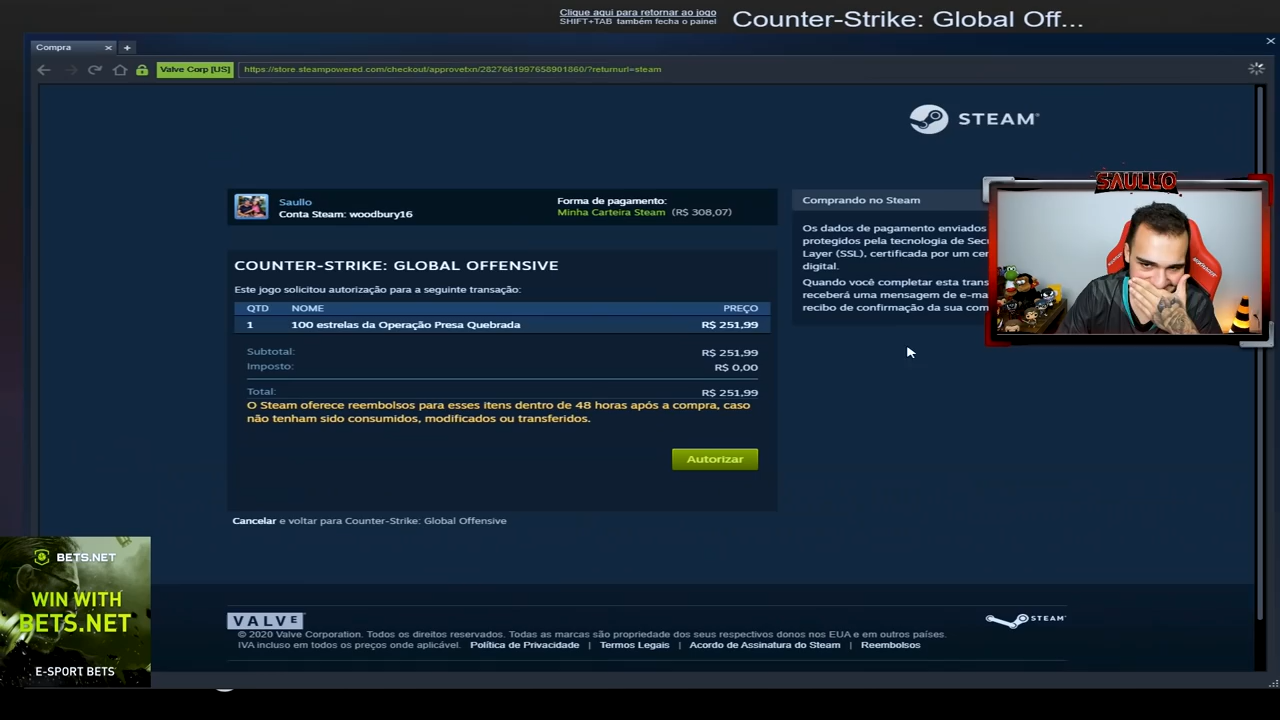 Clique aqui para retornar ao jogo
SHIFT+TAB também fecha o painel
Counter-Strike: Global Off...
Compra
Valve Corp [US]
https://store.steampowered.com/checkout/approvetxn/2827661997658901860/?returnurl=steam
STEAM®
SAULLO
Saullo
Conta Steam: woodbury16
Forma de pagamento:
Minha Carteira Steam (R$ 308,07)
Comprando no Steam
Os dados de pagamento enviados
protegidos pela tecnologia de Sec
Layer (SSL), certificada por um cer
digital.
Quando você completar esta trans
receberá uma mensagem de e-ma
recibo de confirmação da sua com
COUNTER-STRIKE: GLOBAL OFFENSIVE
Este jogo solicitou autorização para a seguinte transação:
QTD NOME PREÇO
1 100 estrelas da Operação Presa Quebrada R$ 251,99
Subtotal: R$ 251,99
Imposto: R$ 0,00
Total: R$ 251,99
O Steam oferece reembolsos para esses itens dentro de 48 horas após a compra, caso
não tenham sido consumidos, modificados ou transferidos.
Autorizar
Cancelar e voltar para Counter-Strike: Global Offensive
BETS.NET
WIN WITH
BETS.NET
E-SPORT BETS
VALVE
STEAM
© 2020 Valve Corporation. Todos os direitos reservados. Todas as marcas são propriedade dos seus respectivos donos nos EUA e em outros países.
IVA incluso em todos os preços onde aplicável. Política de Privacidade | Termos Legais | Acordo de Assinatura do Steam | Reembolsos